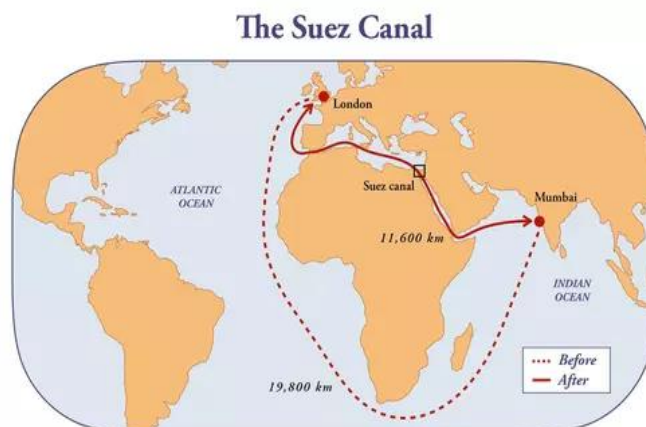 The Suez Canal
London
ATLANTIC
OCEAN
Suez canal
Mumbai
11,600 km
INDIAN
OCEAN
Before
After
19,800 km